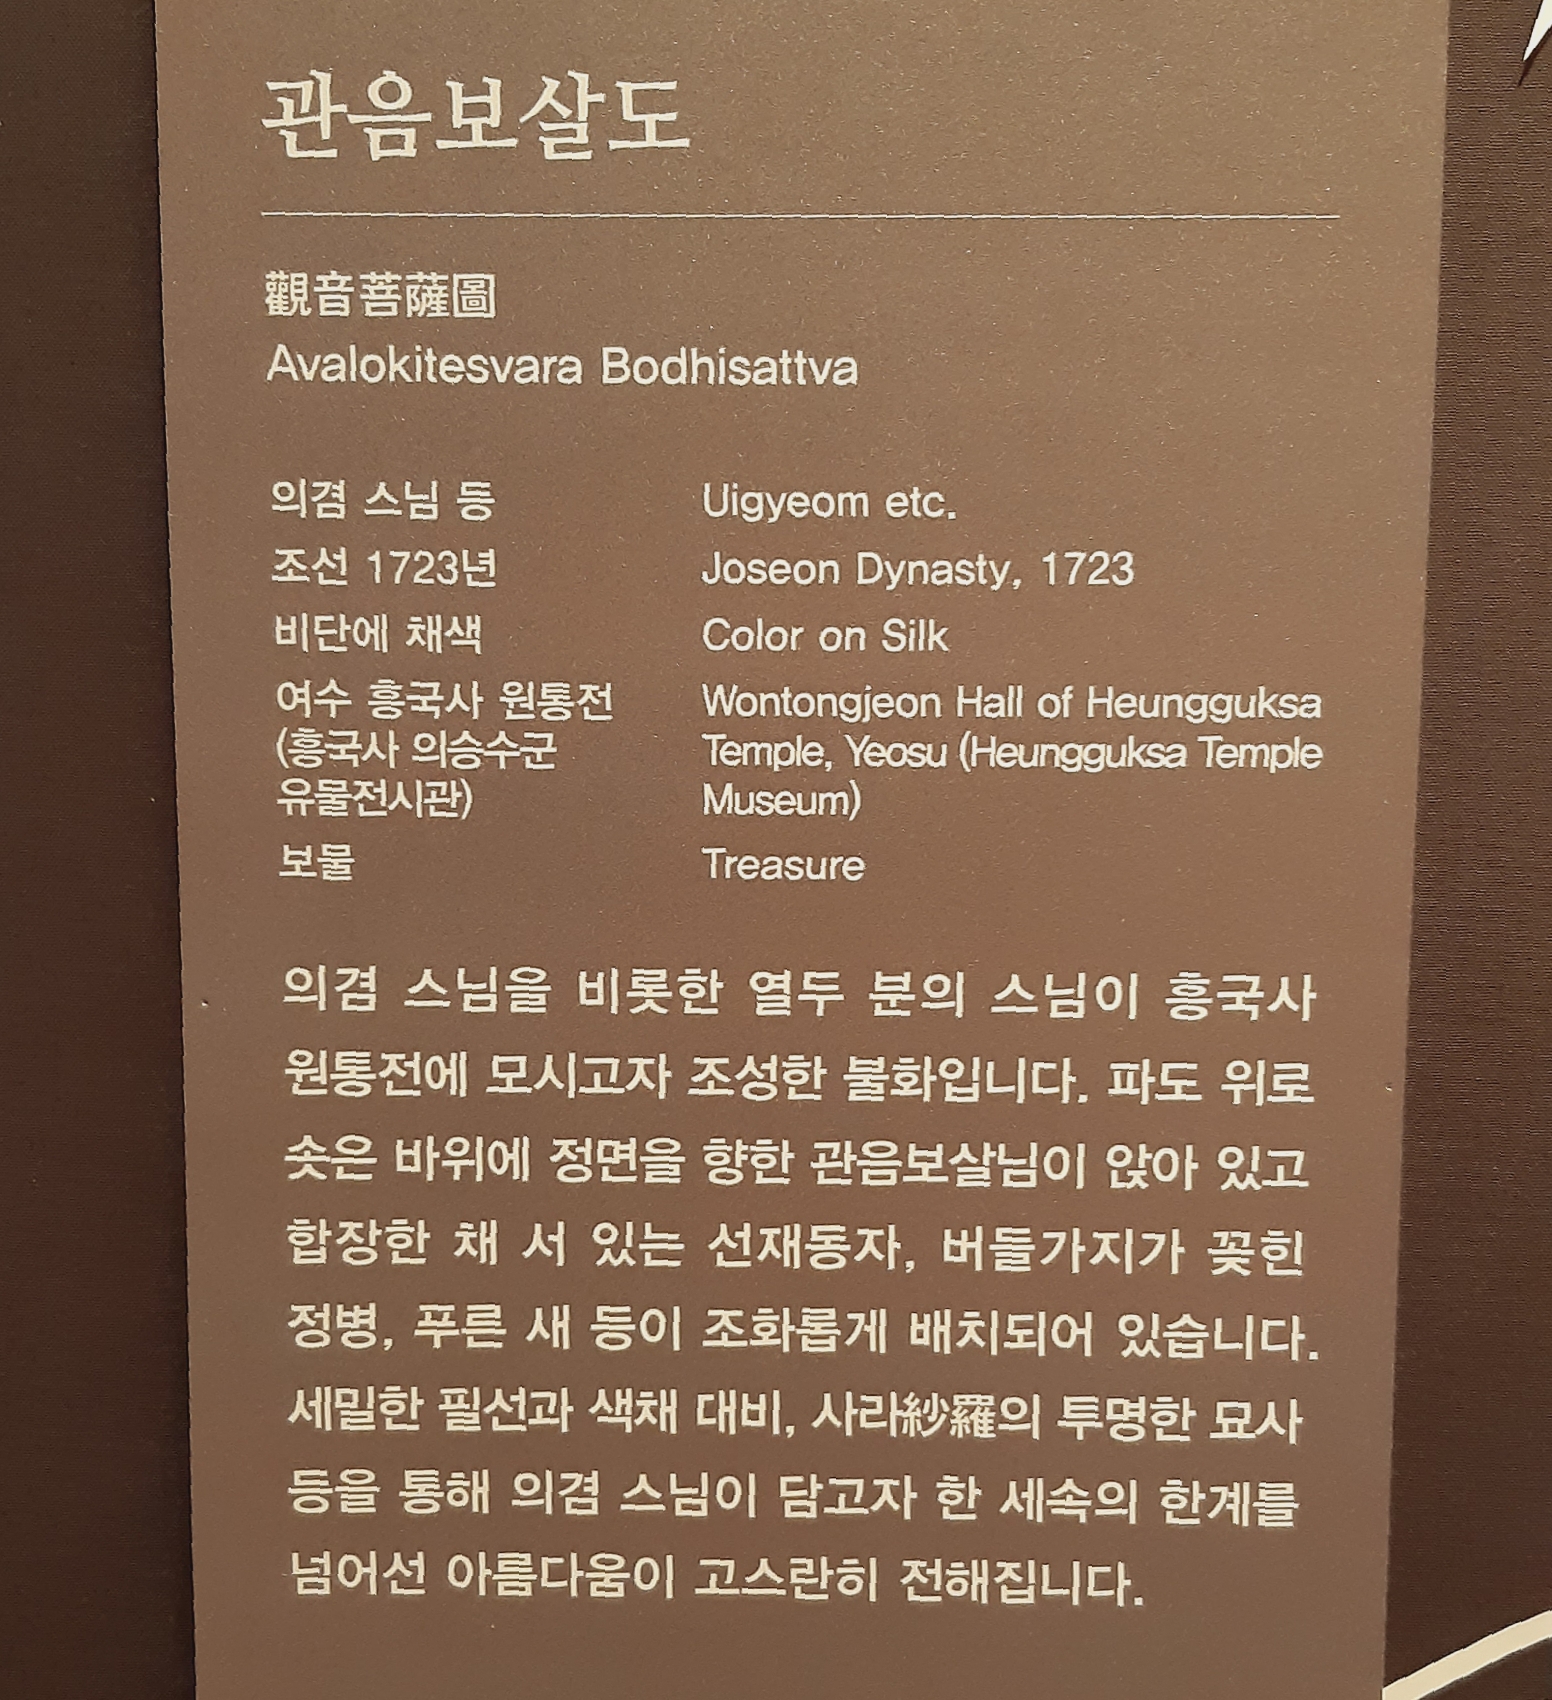 관음보살도
觀音菩薩圖
Avalokitesvara Bodhisattva
의겸 스님 등
Uigyeom etc.
조선 1723년
Joseon Dynasty, 1723
비단에 채색
Color on Silk
여수 흥국사 원통전
(흥국사 의승수군
유물전시관)
Wontongjeon Hall of Heungguksa
Temple, Yeosu (Heungguksa Temple
Museum)
보물
Treasure
의겸 스님을 비롯한 열두 분의 스님이 흥국사
원통전에 모시고자 조성한 불화입니다. 파도 위로
솟은 바위에 정면을 향한 관음보살님이 앉아 있고
합장한 채 서 있는 선재동자, 버들가지가 꽂힌
정병, 푸른 새 등이 조화롭게 배치되어 있습니다.
세밀한 필선과 색채 대비, 사라紗羅의 투명한 묘사
등을 통해 의겸 스님이 담고자 한 세속의 한계를
넘어선 아름다움이 고스란히 전해집니다.